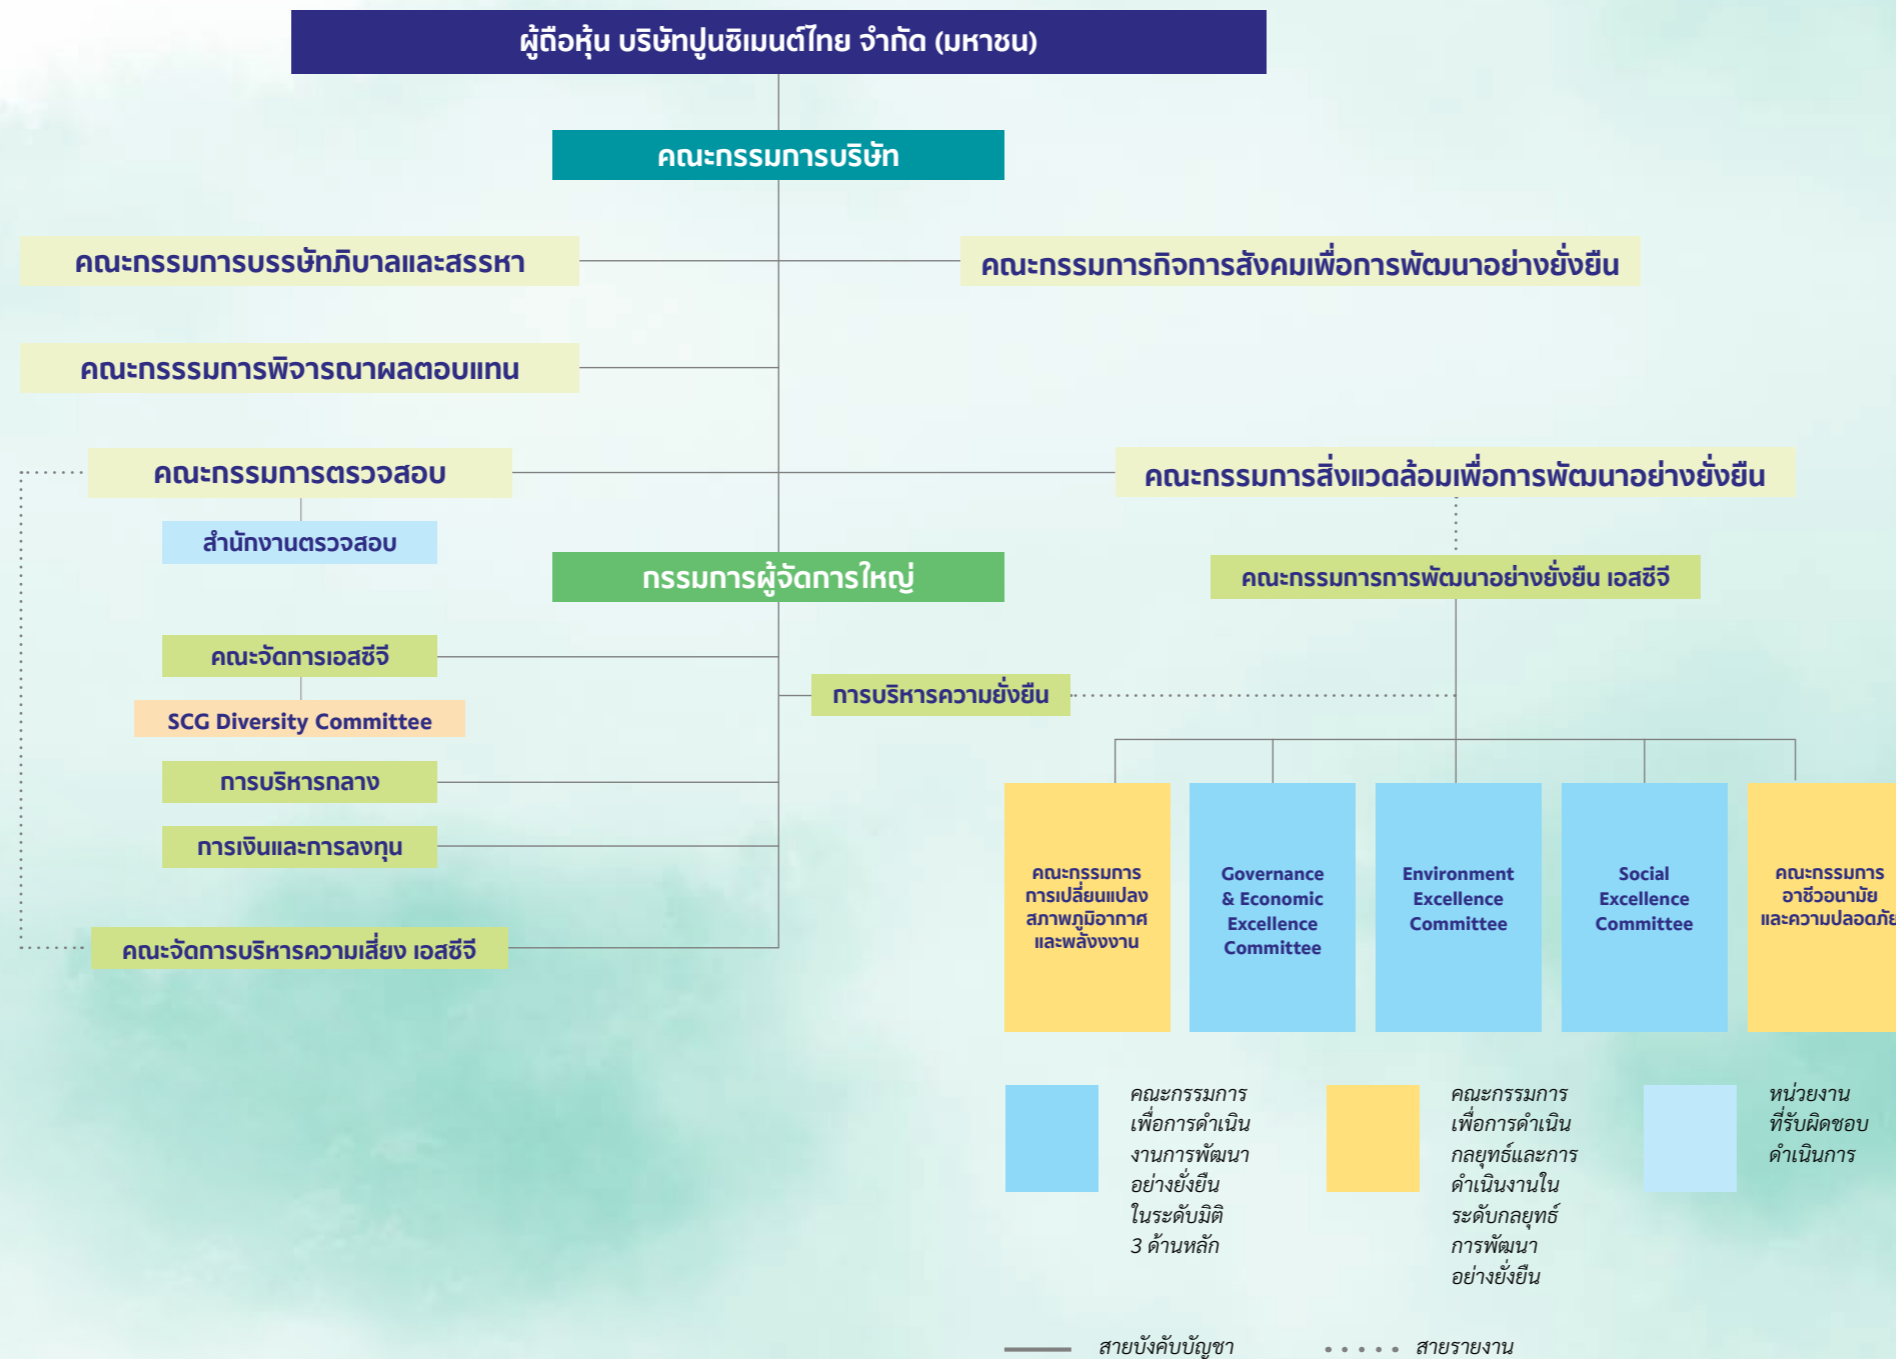 ผู้ถือหุ้น บริษัทปูนซิเมนต์ไทย จำกัด (มหาชน)
คณะกรรมการบริษัท
คณะกรรมการบรรษัทภิบาลและสรรหา
คณะกรรมการกิจการสังคมเพื่อการพัฒนาอย่างยั่งยืน
คณะกรรรมการพิจารณาผลตอบแทน
คณะกรรมการตรวจสอบ
คณะกรรมการสิ่งแวดล้อมเพื่อการพัฒนาอย่างยั่งยืน
สำนักงานตรวจสอบ
กรรมการผู้จัดการใหญ่
คณะกรรมการการพัฒนาอย่างยั่งยืน เอสซีจี
คณะจัดการเอสซีจี
การบริหารความยั่งยืน
SCG Diversity Committee
การบริหารกลาง
การเงินและการลงทุน
คณะจัดการบริหารความเสี่ยง เอสซีจี
คณะกรรมการ
การเปลี่ยนแปลง
สภาพภูมิอากาศ
และพลังงงาน
Governance
& Economic
Excellence
Committee
Environment
Excellence
Committee
Social
Excellence
Committee
คณะกรรมการ
อาชีวอนามัย
และความปลอดภัย
คณะกรรมการ
เพื่อการดำเนิน
งานการพัฒนา
อย่างยั่งยืน
ในระดับมิติ
3 ด้านหลัก
คณะกรรมการ
เพื่อการดำเนิน
กลยุทธ์และการ
ดำเนินงานใน
ระดับกลยุทธ์
การพัฒนา
อย่างยั่งยืน
หน่วยงาน
ที่รับผิดชอบ
ดำเนินการ
สายบังคับบัญชา
สายรายงาน